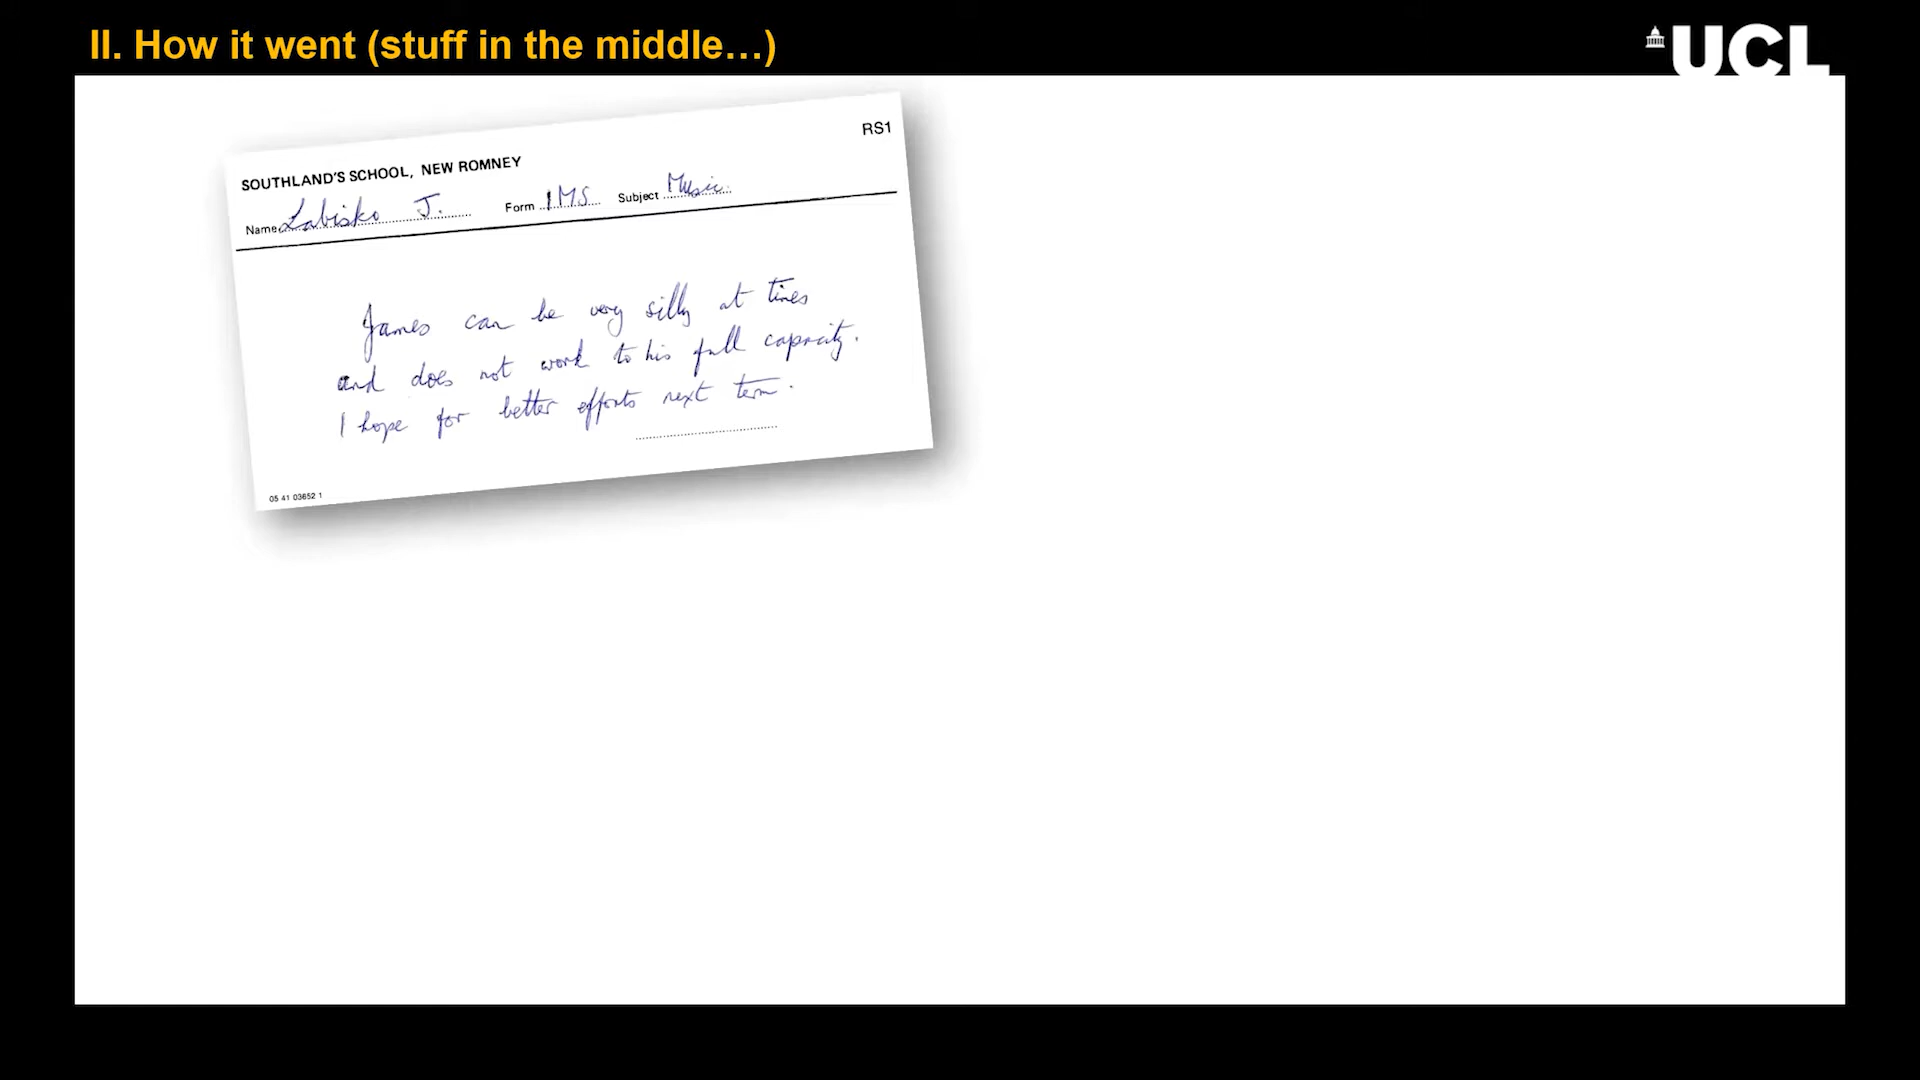 II. How it went (stuff in the middle…)
UCL
RS1
SOUTHLAND'S SCHOOL, NEW ROMNEY
Name Labisko J. Form 1MS Subject Music.
James can be very silly at times
and does not work to his full capacity.
I hope for better efforts next term.
05 41 03652 1